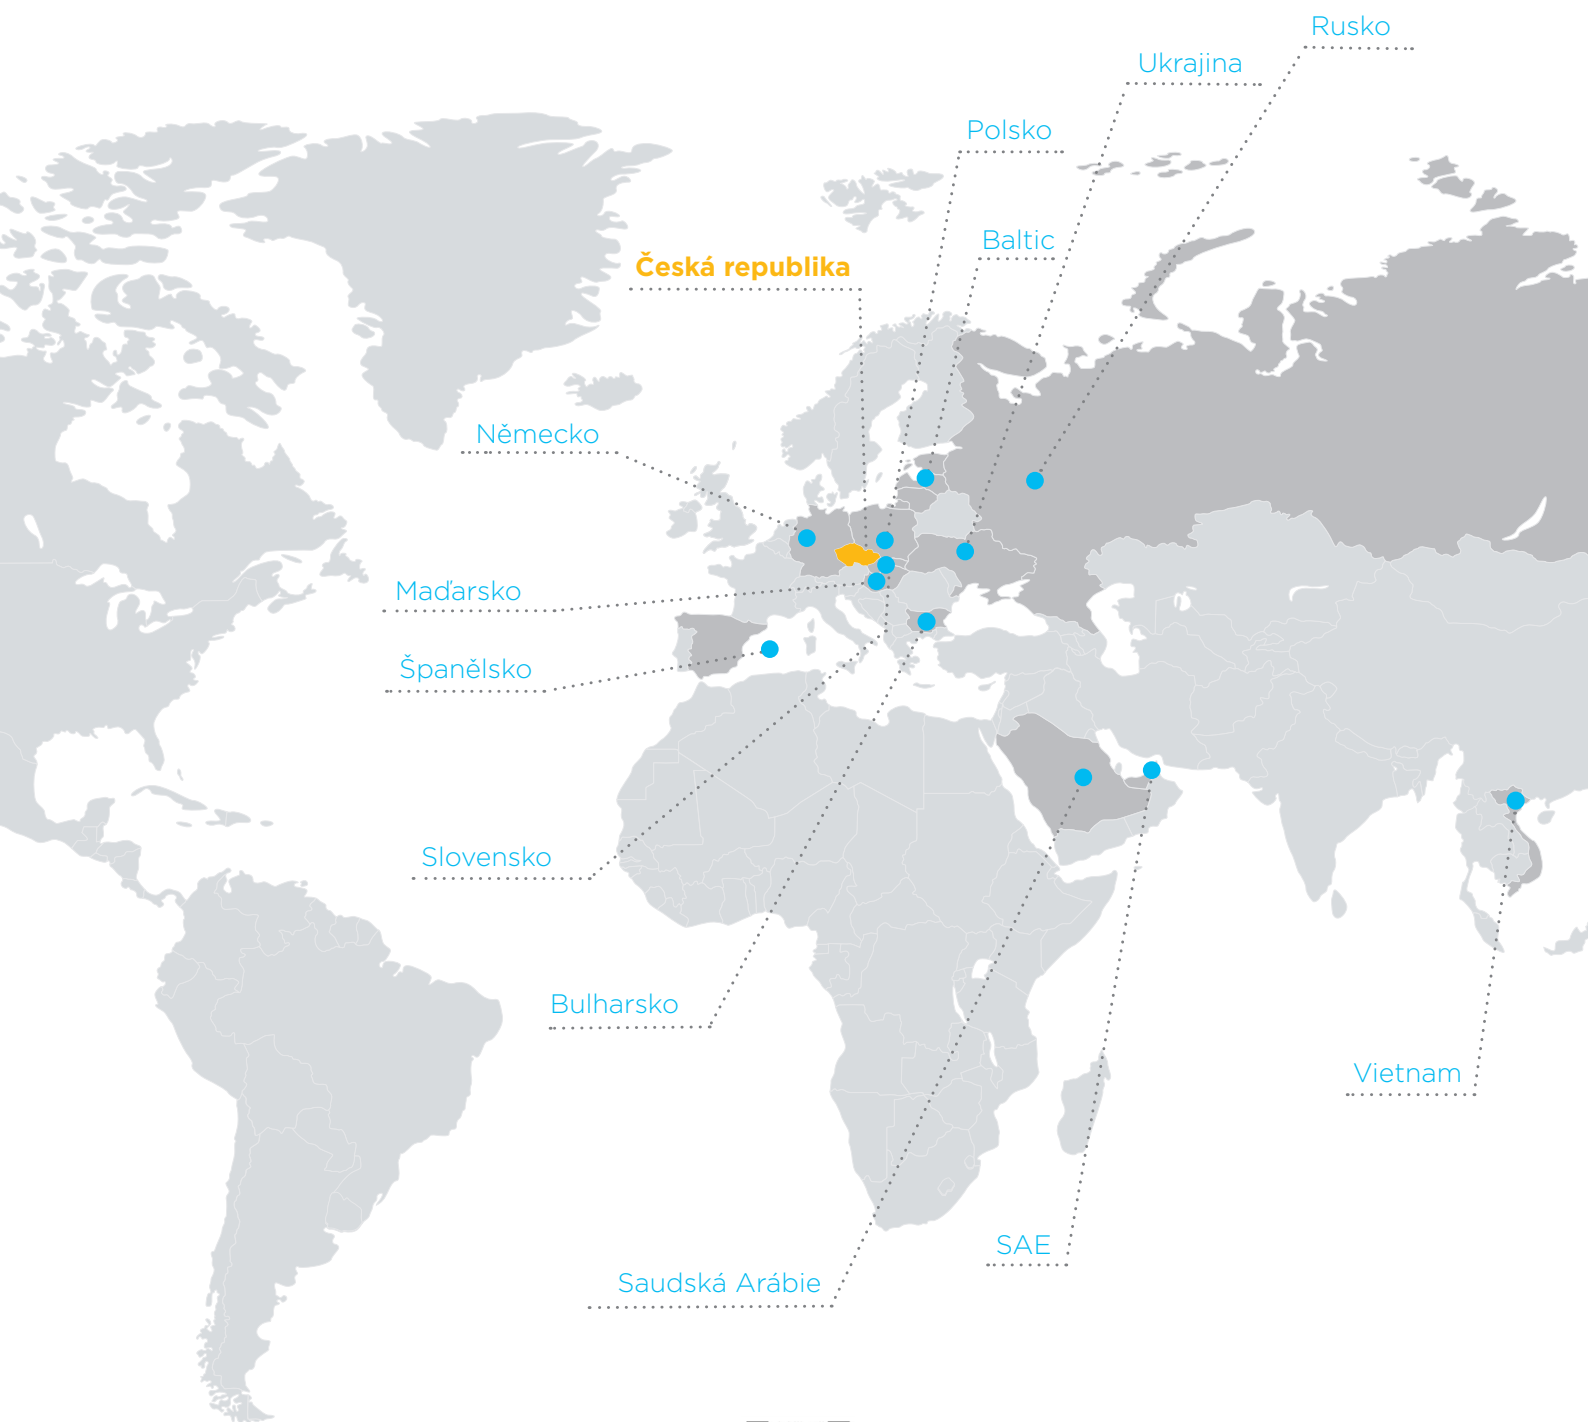 Rusko
Ukrajina
Polsko
Baltic
Česká republika
Německo
Maďarsko
Španělsko
Slovensko
Bulharsko
Vietnam
SAE
Saudská Arábie